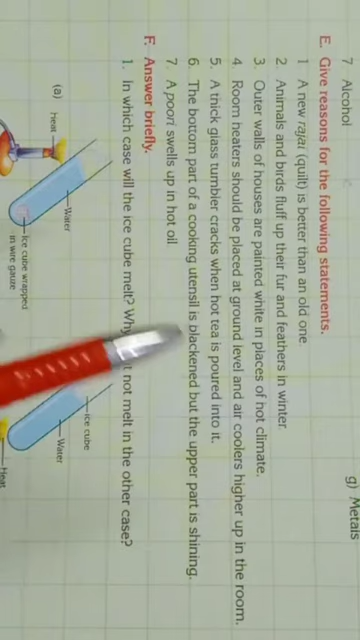 7. Alcohol
g) Metals
E. Give reasons for the following statements.
1 A new rajai (quilt) is better than an old one.
2. Animals and birds fluff up their fur and feathers in winter.
3. Outer walls of houses are painted white in places of hot climate.
4. Room heaters should be placed at ground level and air coolers higher up in the room.
5. A thick glass tumbler cracks when hot tea is poured into it.
6 The bottom part of a cooking utensil is blackened but the upper part is shining.
7. A poori swells up in hot oil
F. Answer briefly.
1. In which case will the ice cube melt? Why t not melt in the other case?
(a)
Heat
Water
Ice cube wrapped
in wire gauze
ice cube
Water
Heat